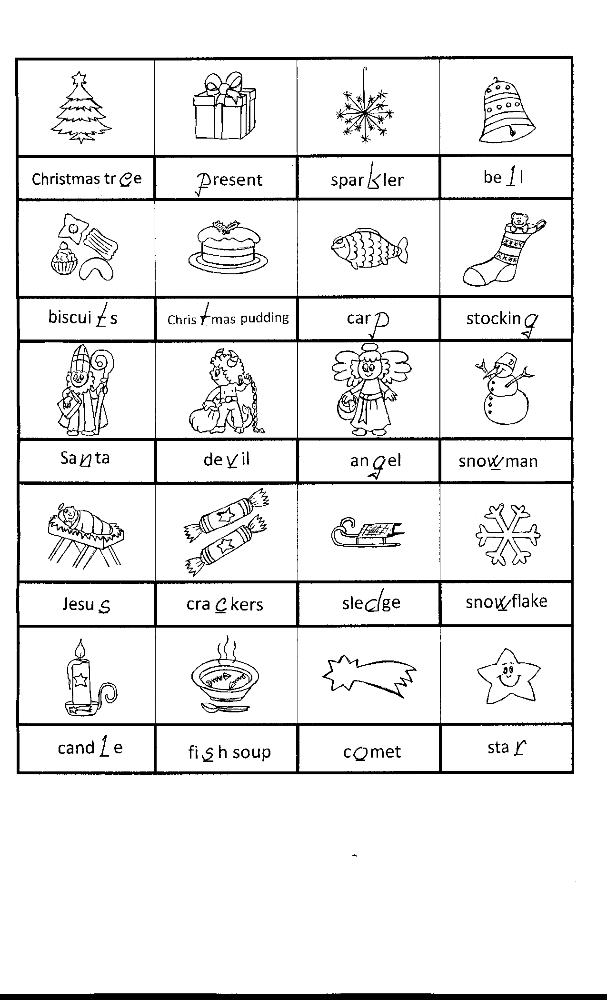 Christmas tree present sparkler bell
biscuits Christmas pudding carp stocking
Santa devil angel snowman
Jesus crackers sledge snowflake
candle fish soup comet star